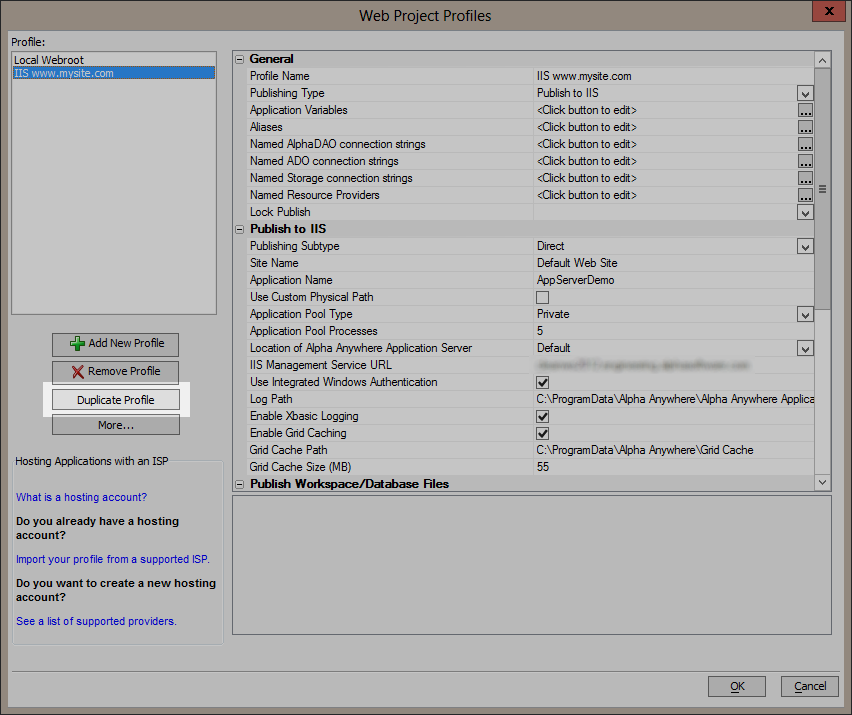 Web Project Profiles
x
Profile:
Local Webroot
IIS www.mysite.com
Add New Profile
Remove Profile
Duplicate Profile
More...
Hosting Applications with an ISP
What is a hosting account?
Do you already have a hosting
account?
Import your profile from a supported ISP.
Do you want to create a new hosting
account?
See a list of supported providers.
General
Profile Name IIS www.mysite.com
Publishing Type Publish to IIS
Application Variables <Click button to edit> ...
Aliases <Click button to edit> ...
Named AlphaDAO connection strings <Click button to edit> ...
Named ADO connection strings <Click button to edit> ...
Named Storage connection strings <Click button to edit> ...
Named Resource Providers <Click button to edit> ...
Lock Publish
Publish to IIS
Publishing Subtype Direct
Site Name Default Web Site
Application Name AppServerDemo
Use Custom Physical Path
Application Pool Type Private
Application Pool Processes 5
Location of Alpha Anywhere Application Server Default
IIS Management Service URL
Use Integrated Windows Authentication
Log Path C:\ProgramData\Alpha Anywhere\Alpha Anywhere Applica
Enable Xbasic Logging
Enable Grid Caching
Grid Cache Path C:\ProgramData\Alpha Anywhere\Grid Cache
Grid Cache Size (MB) 55
Publish Workspace/Database Files
OK
Cancel